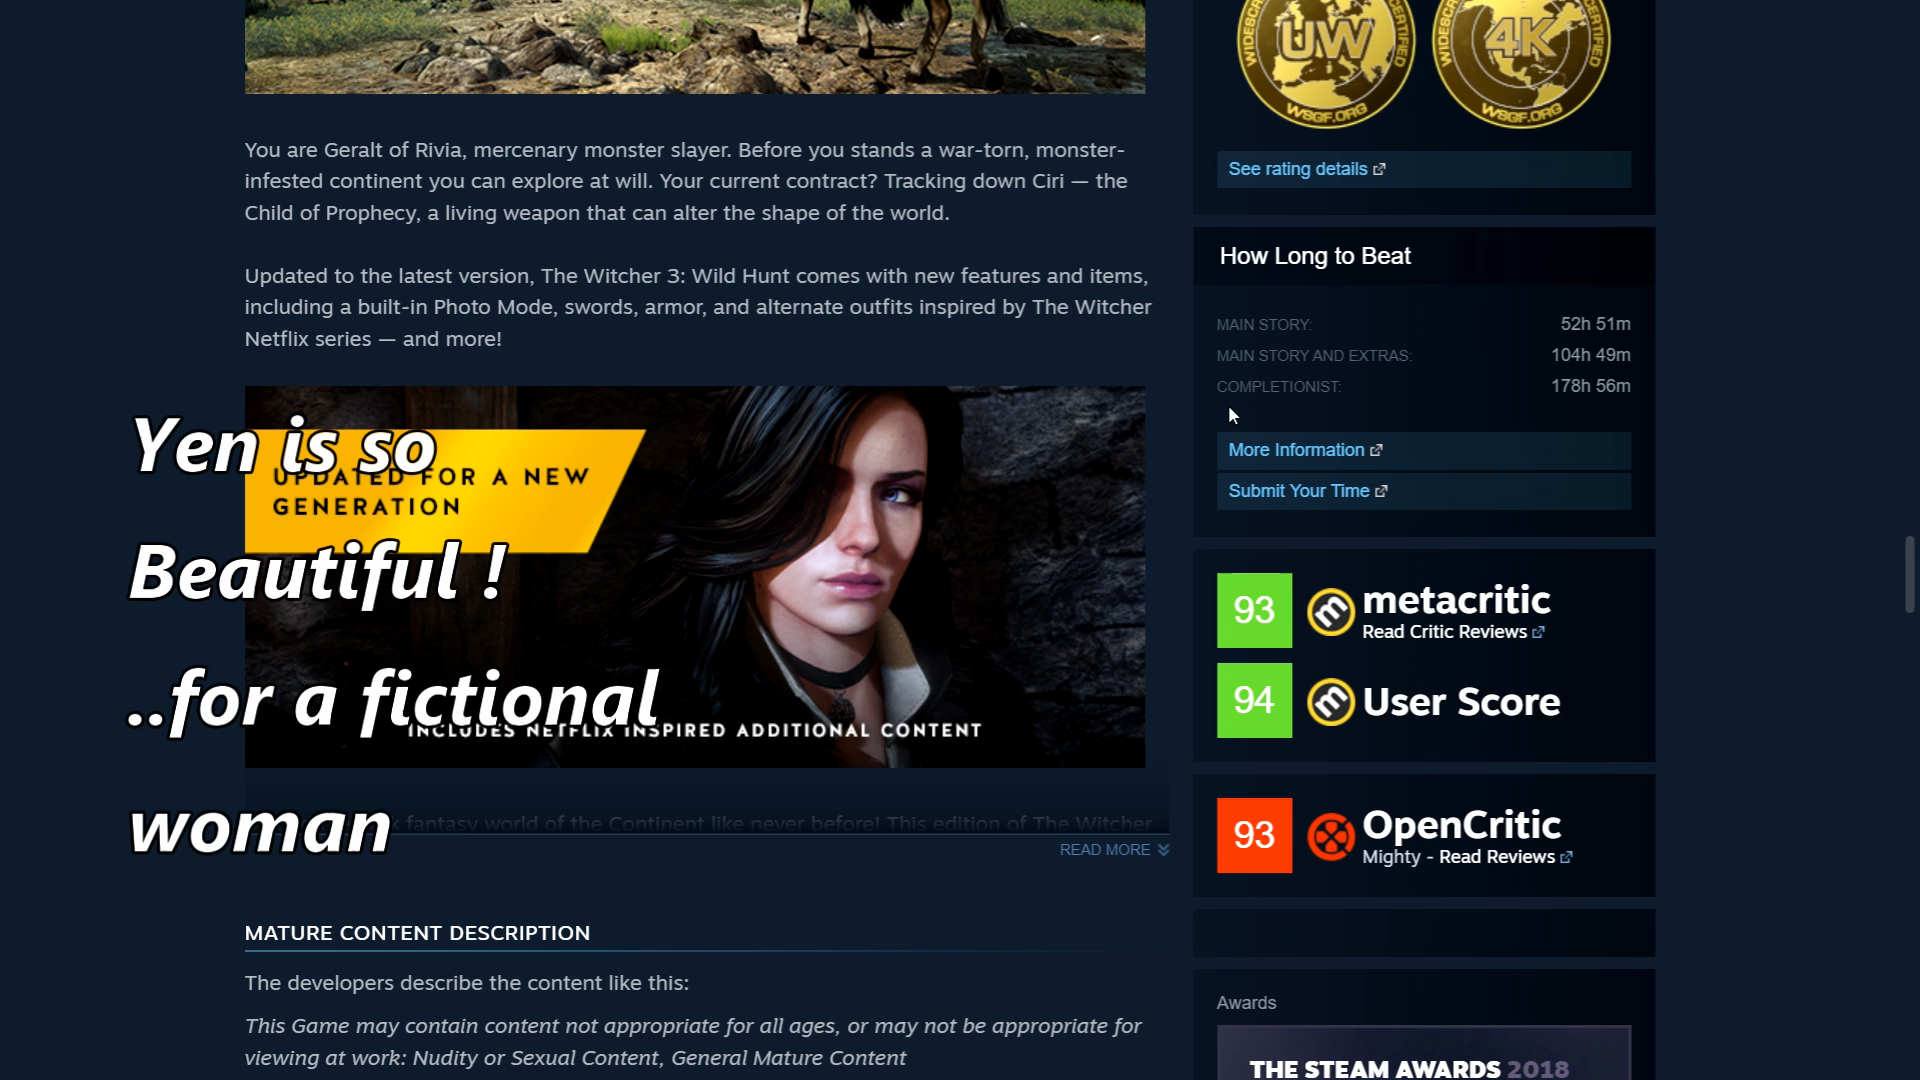 You are Geralt of Rivia, mercenary monster slayer. Before you stands a war-torn, monster-
infested continent you can explore at will. Your current contract? Tracking down Ciri — the
Child of Prophecy, a living weapon that can alter the shape of the world.
Updated to the latest version, The Witcher 3: Wild Hunt comes with new features and items,
including a built-in Photo Mode, swords, armor, and alternate outfits inspired by The Witcher
Netflix series — and more!
Yen is so
UPDATED FOR A NEW
GENERATION
Beautiful !
..for a fictional
INCLUDES NETFLIX INSPIRED ADDITIONAL CONTENT
woman
fantasy world of the Continent like never before! This edition of The Witcher
READ MORE
MATURE CONTENT DESCRIPTION
The developers describe the content like this:
This Game may contain content not appropriate for all ages, or may not be appropriate for
viewing at work: Nudity or Sexual Content, General Mature Content
UW
WSGF.ORG
4K
WSGF.ORG
See rating details
How Long to Beat
MAIN STORY: 52h 51m
MAIN STORY AND EXTRAS: 104h 49m
COMPLETIONIST: 178h 56m
More Information
Submit Your Time
93 metacritic
Read Critic Reviews
94 User Score
93 OpenCritic
Mighty - Read Reviews
Awards
THE STEAM AWARDS 2018